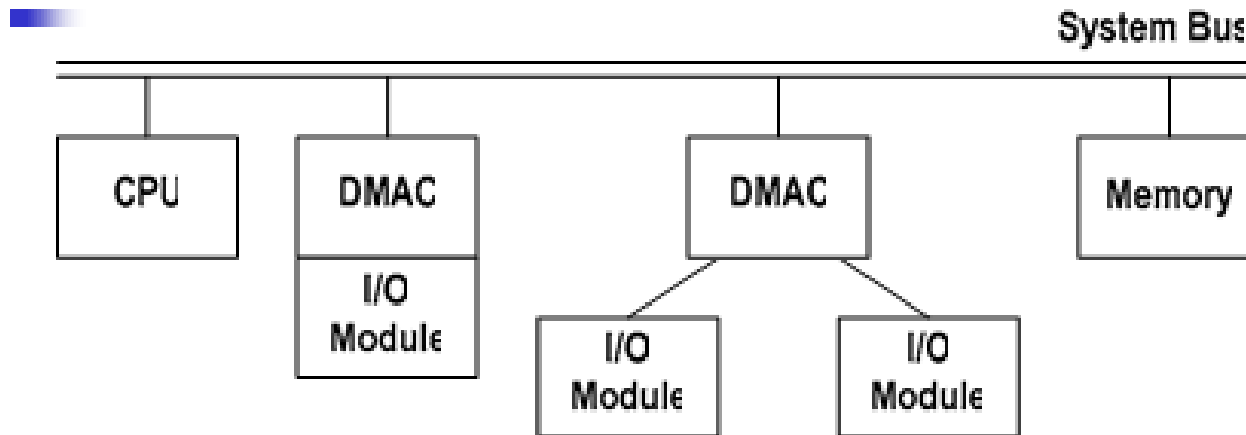 System Bus
CPU
DMAC
DMAC
Memory
I/O
Module
I/O
Module
I/O
Module